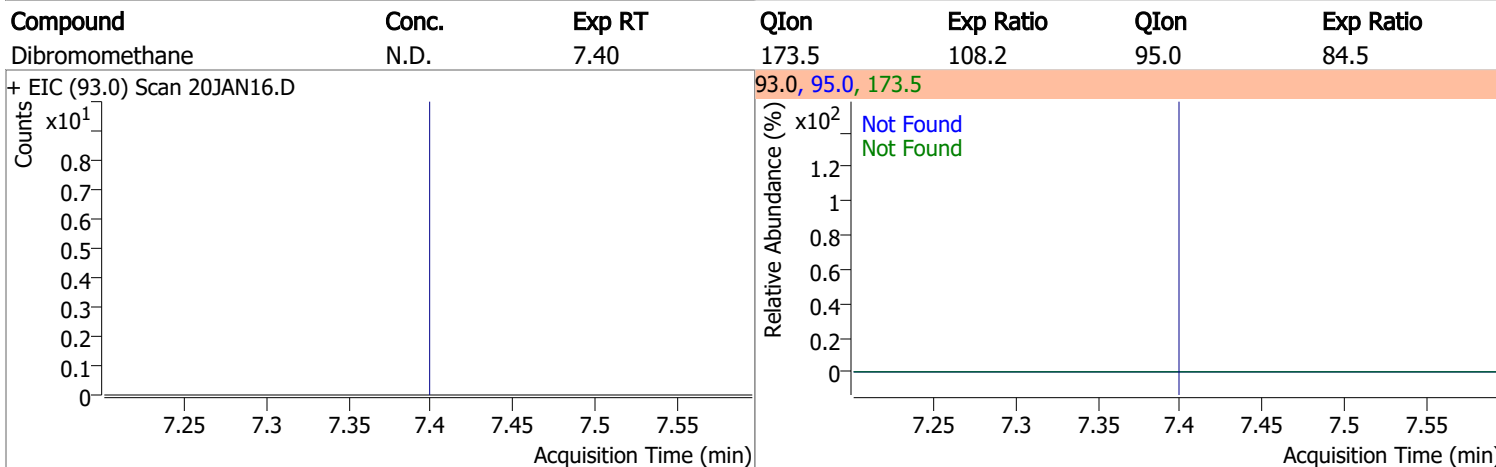 Compound Conc. Exp RT QIon Exp Ratio QIon Exp Ratio
Dibromomethane N.D. 7.40 173.5 108.2 95.0 84.5
+ EIC (93.0) Scan 20JAN16.D
Counts
x10¹
0.8
0.7
0.6
0.5
0.4
0.3
0.2
0.1
0
7.25 7.3 7.35 7.4 7.45 7.5 7.55
Acquisition Time (min)
93.0, 95.0, 173.5
Relative Abundance (%)
x10²
Not Found
Not Found
1.2
1
0.8
0.6
0.4
0.2
0
7.25 7.3 7.35 7.4 7.45 7.5 7.55
Acquisition Time (min)